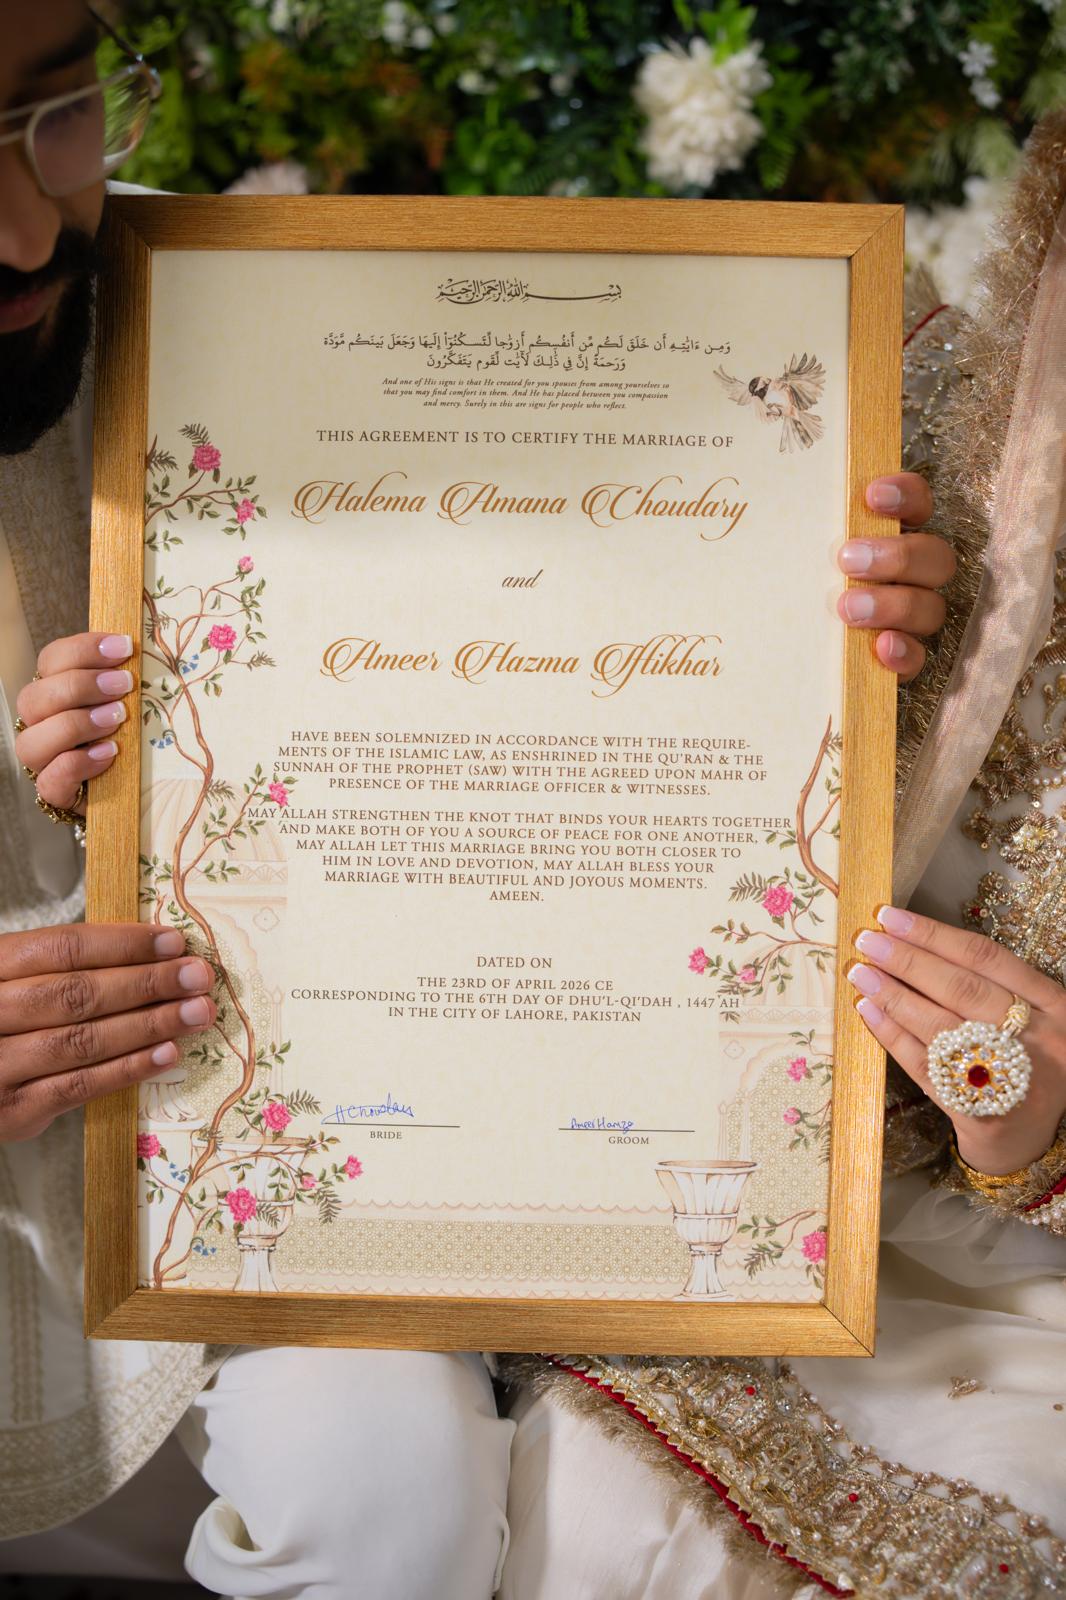 بسم الله الرحمن الرحيم
وَمِنْ ءَايَٰتِهِۦٓ أَنْ خَلَقَ لَكُم مِّنْ أَنفُسِكُمْ أَزْوَٰجًا لِّتَسْكُنُوٓا۟ إِلَيْهَا وَجَعَلَ بَيْنَكُم مَّوَدَّةً
وَرَحْمَةً إِنَّ فِى ذَٰلِكَ لَءَايَٰتٍ لِّقَوْمٍ يَتَفَكَّرُونَ
And one of His signs is that He created for you spouses from among yourselves so
that you may find comfort in them. And He has placed between you compassion
and mercy. Surely in this are signs for people who reflect.
THIS AGREEMENT IS TO CERTIFY THE MARRIAGE OF
Halema Amana Choudary
and
Ameer Hazma Iftikhar
HAVE BEEN SOLEMNIZED IN ACCORDANCE WITH THE REQUIRE-
MENTS OF THE ISLAMIC LAW, AS ENSHRINED IN THE QU'RAN & THE
SUNNAH OF THE PROPHET (SAW) WITH THE AGREED UPON MAHR OF
PRESENCE OF THE MARRIAGE OFFICER & WITNESSES.
MAY ALLAH STRENGTHEN THE KNOT THAT BINDS YOUR HEARTS TOGETHER
AND MAKE BOTH OF YOU A SOURCE OF PEACE FOR ONE ANOTHER,
MAY ALLAH LET THIS MARRIAGE BRING YOU BOTH CLOSER TO
HIM IN LOVE AND DEVOTION, MAY ALLAH BLESS YOUR
MARRIAGE WITH BEAUTIFUL AND JOYOUS MOMENTS.
AMEEN.
DATED ON
THE 23RD OF APRIL 2026 CE
CORRESPONDING TO THE 6TH DAY OF DHU'L-QI'DAH , 1447 AH
IN THE CITY OF LAHORE, PAKISTAN
Ameer Hamza
BRIDE GROOM